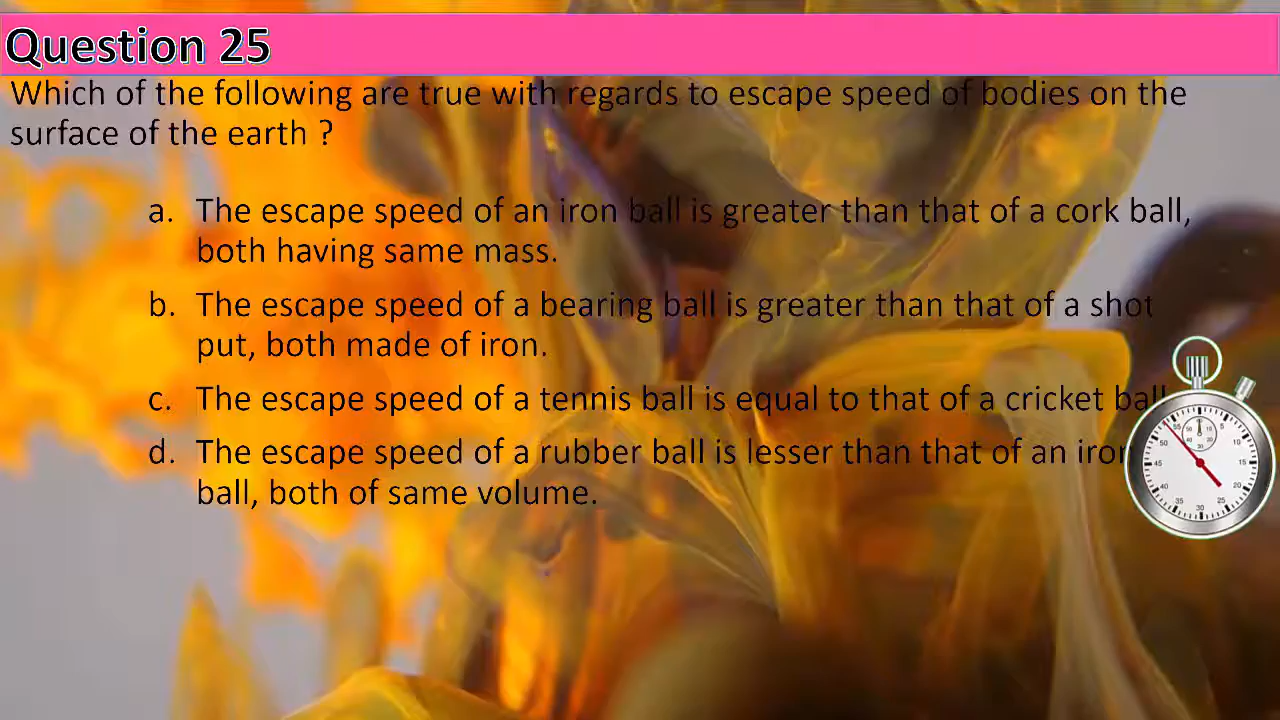 Question 25
Which of the following are true with regards to escape speed of bodies on the
surface of the earth ?
a. The escape speed of an iron ball is greater than that of a cork ball,
both having same mass.
b. The escape speed of a bearing ball is greater than that of a shot
put, both made of iron.
c. The escape speed of a tennis ball is equal to that of a cricket ball
d. The escape speed of a rubber ball is lesser than that of an iron
ball, both of same volume.